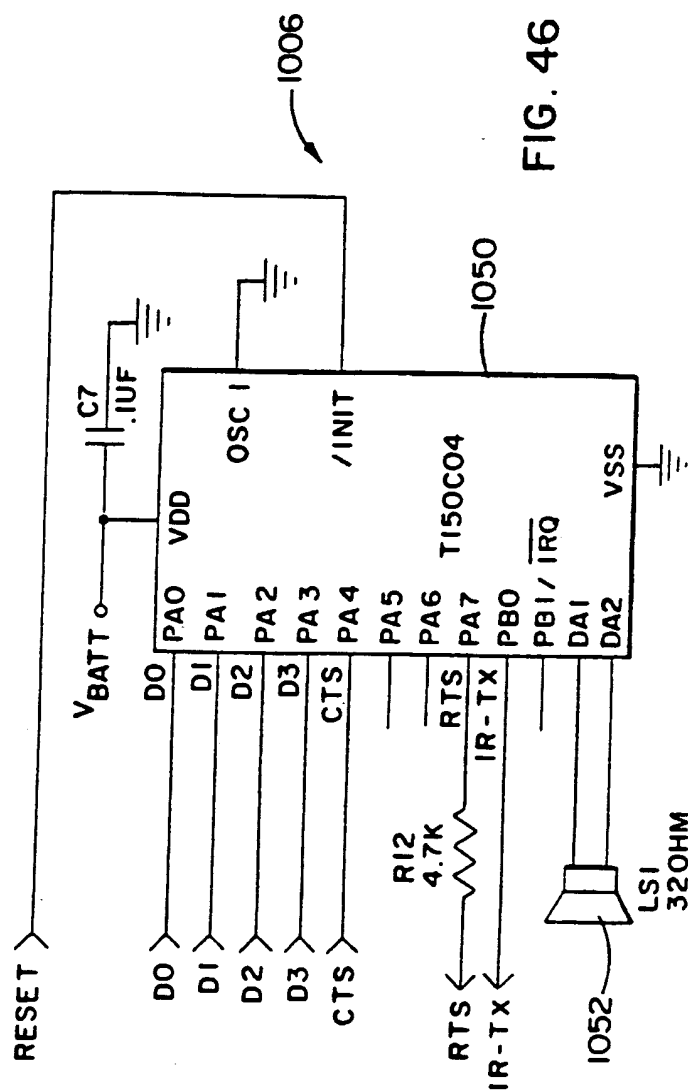 RESET
1006
VBATT
C7
.1UF
VDD
OSC 1
/INIT
D0
D0
PA0
D1
D1
PA1
D2
D2
PA2
D3
D3
PA3
CTS
CTS
PA4
PA5
PA6
RTS
R12
4.7K
RTS
PA7
IR-TX
IR-TX
PB0
PB1/IRQ
DA1
DA2
T150C04
VSS
1050
LS1
32OHM
1052
FIG. 46